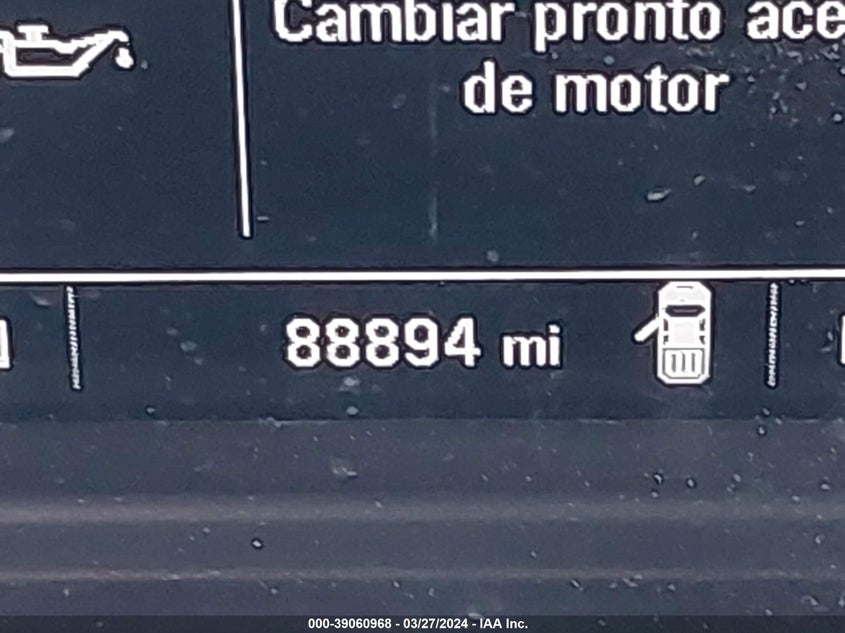 Cambiar pronto ace
de motor
88894 mi
000-39060968 - 03/27/2024 - IAA Inc.